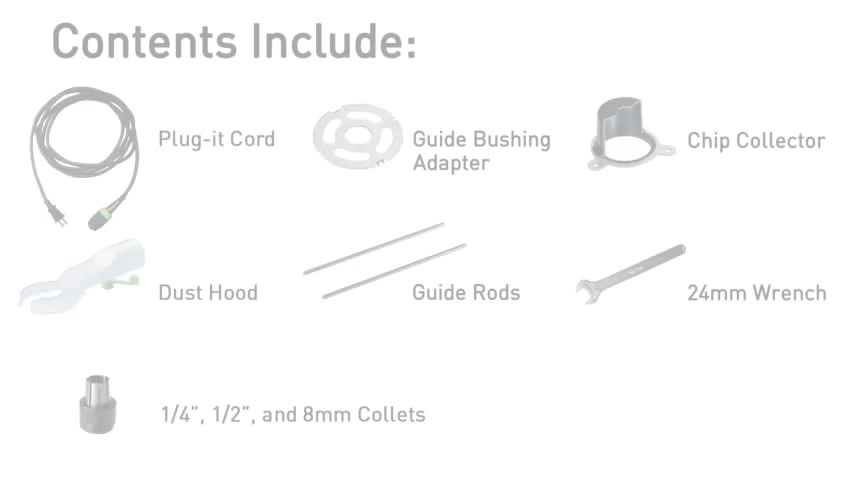 Contents Include:
Plug-it Cord
Guide Bushing
Adapter
Chip Collector
Dust Hood
Guide Rods
24mm Wrench
1/4”, 1/2”, and 8mm Collets